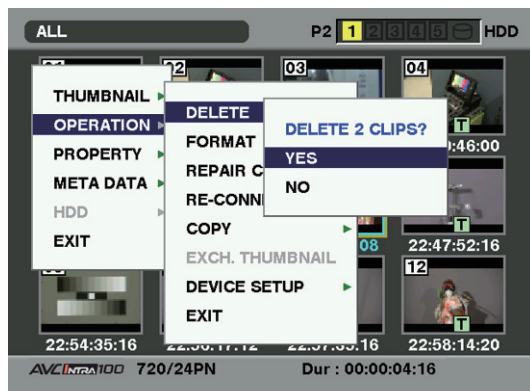 ALL P2 1 2 3 4 5 HDD
02 03 04
THUMBNAIL
OPERATION
PROPERTY
META DATA
HDD
EXIT
DELETE
FORMAT
REPAIR C
RE-CONN
COPY
EXCH. THUMBNAIL
DEVICE SETUP
EXIT
DELETE 2 CLIPS?
YES
NO
T
:46:00
T
08 22:47:52:16
12
T
22:54:35:16 22:58:14:20
AVC INTRA 100 720/24PN Dur : 00:00:04:16